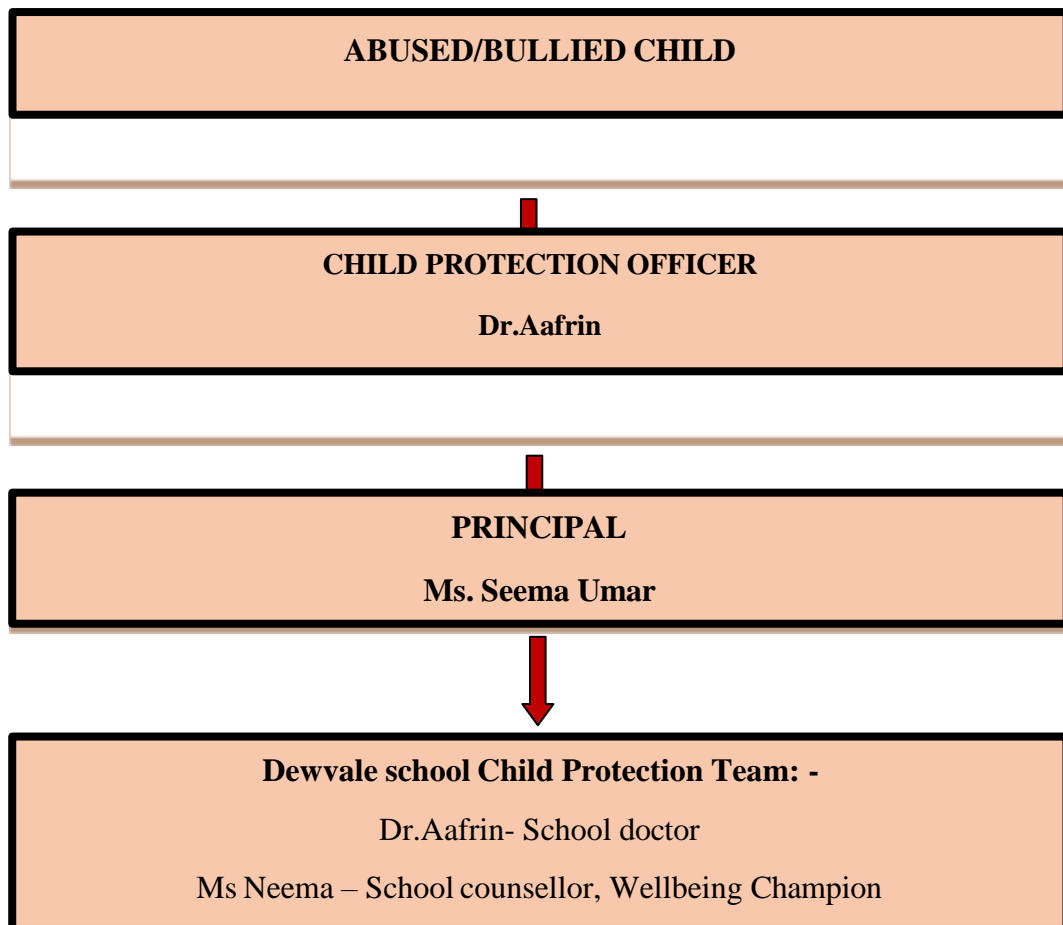 ABUSED/BULLIED CHILD
CHILD PROTECTION OFFICER
Dr.Aafrin
PRINCIPAL
Ms. Seema Umar
Dewvale school Child Protection Team: -
Dr.Aafrin- School doctor
Ms Neema – School counsellor, Wellbeing Champion